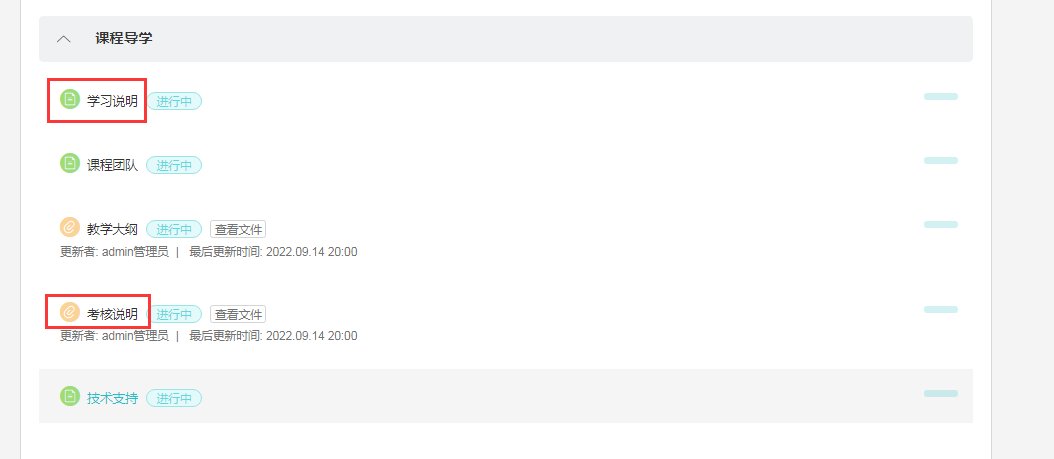 课程导学
学习说明 进行中
课程团队 进行中
教学大纲 进行中 查看文件
更新者: admin管理员 | 最后更新时间: 2022.09.14 20:00
考核说明 进行中 查看文件
更新者: admin管理员 | 最后更新时间: 2022.09.14 20:00
技术支持 进行中